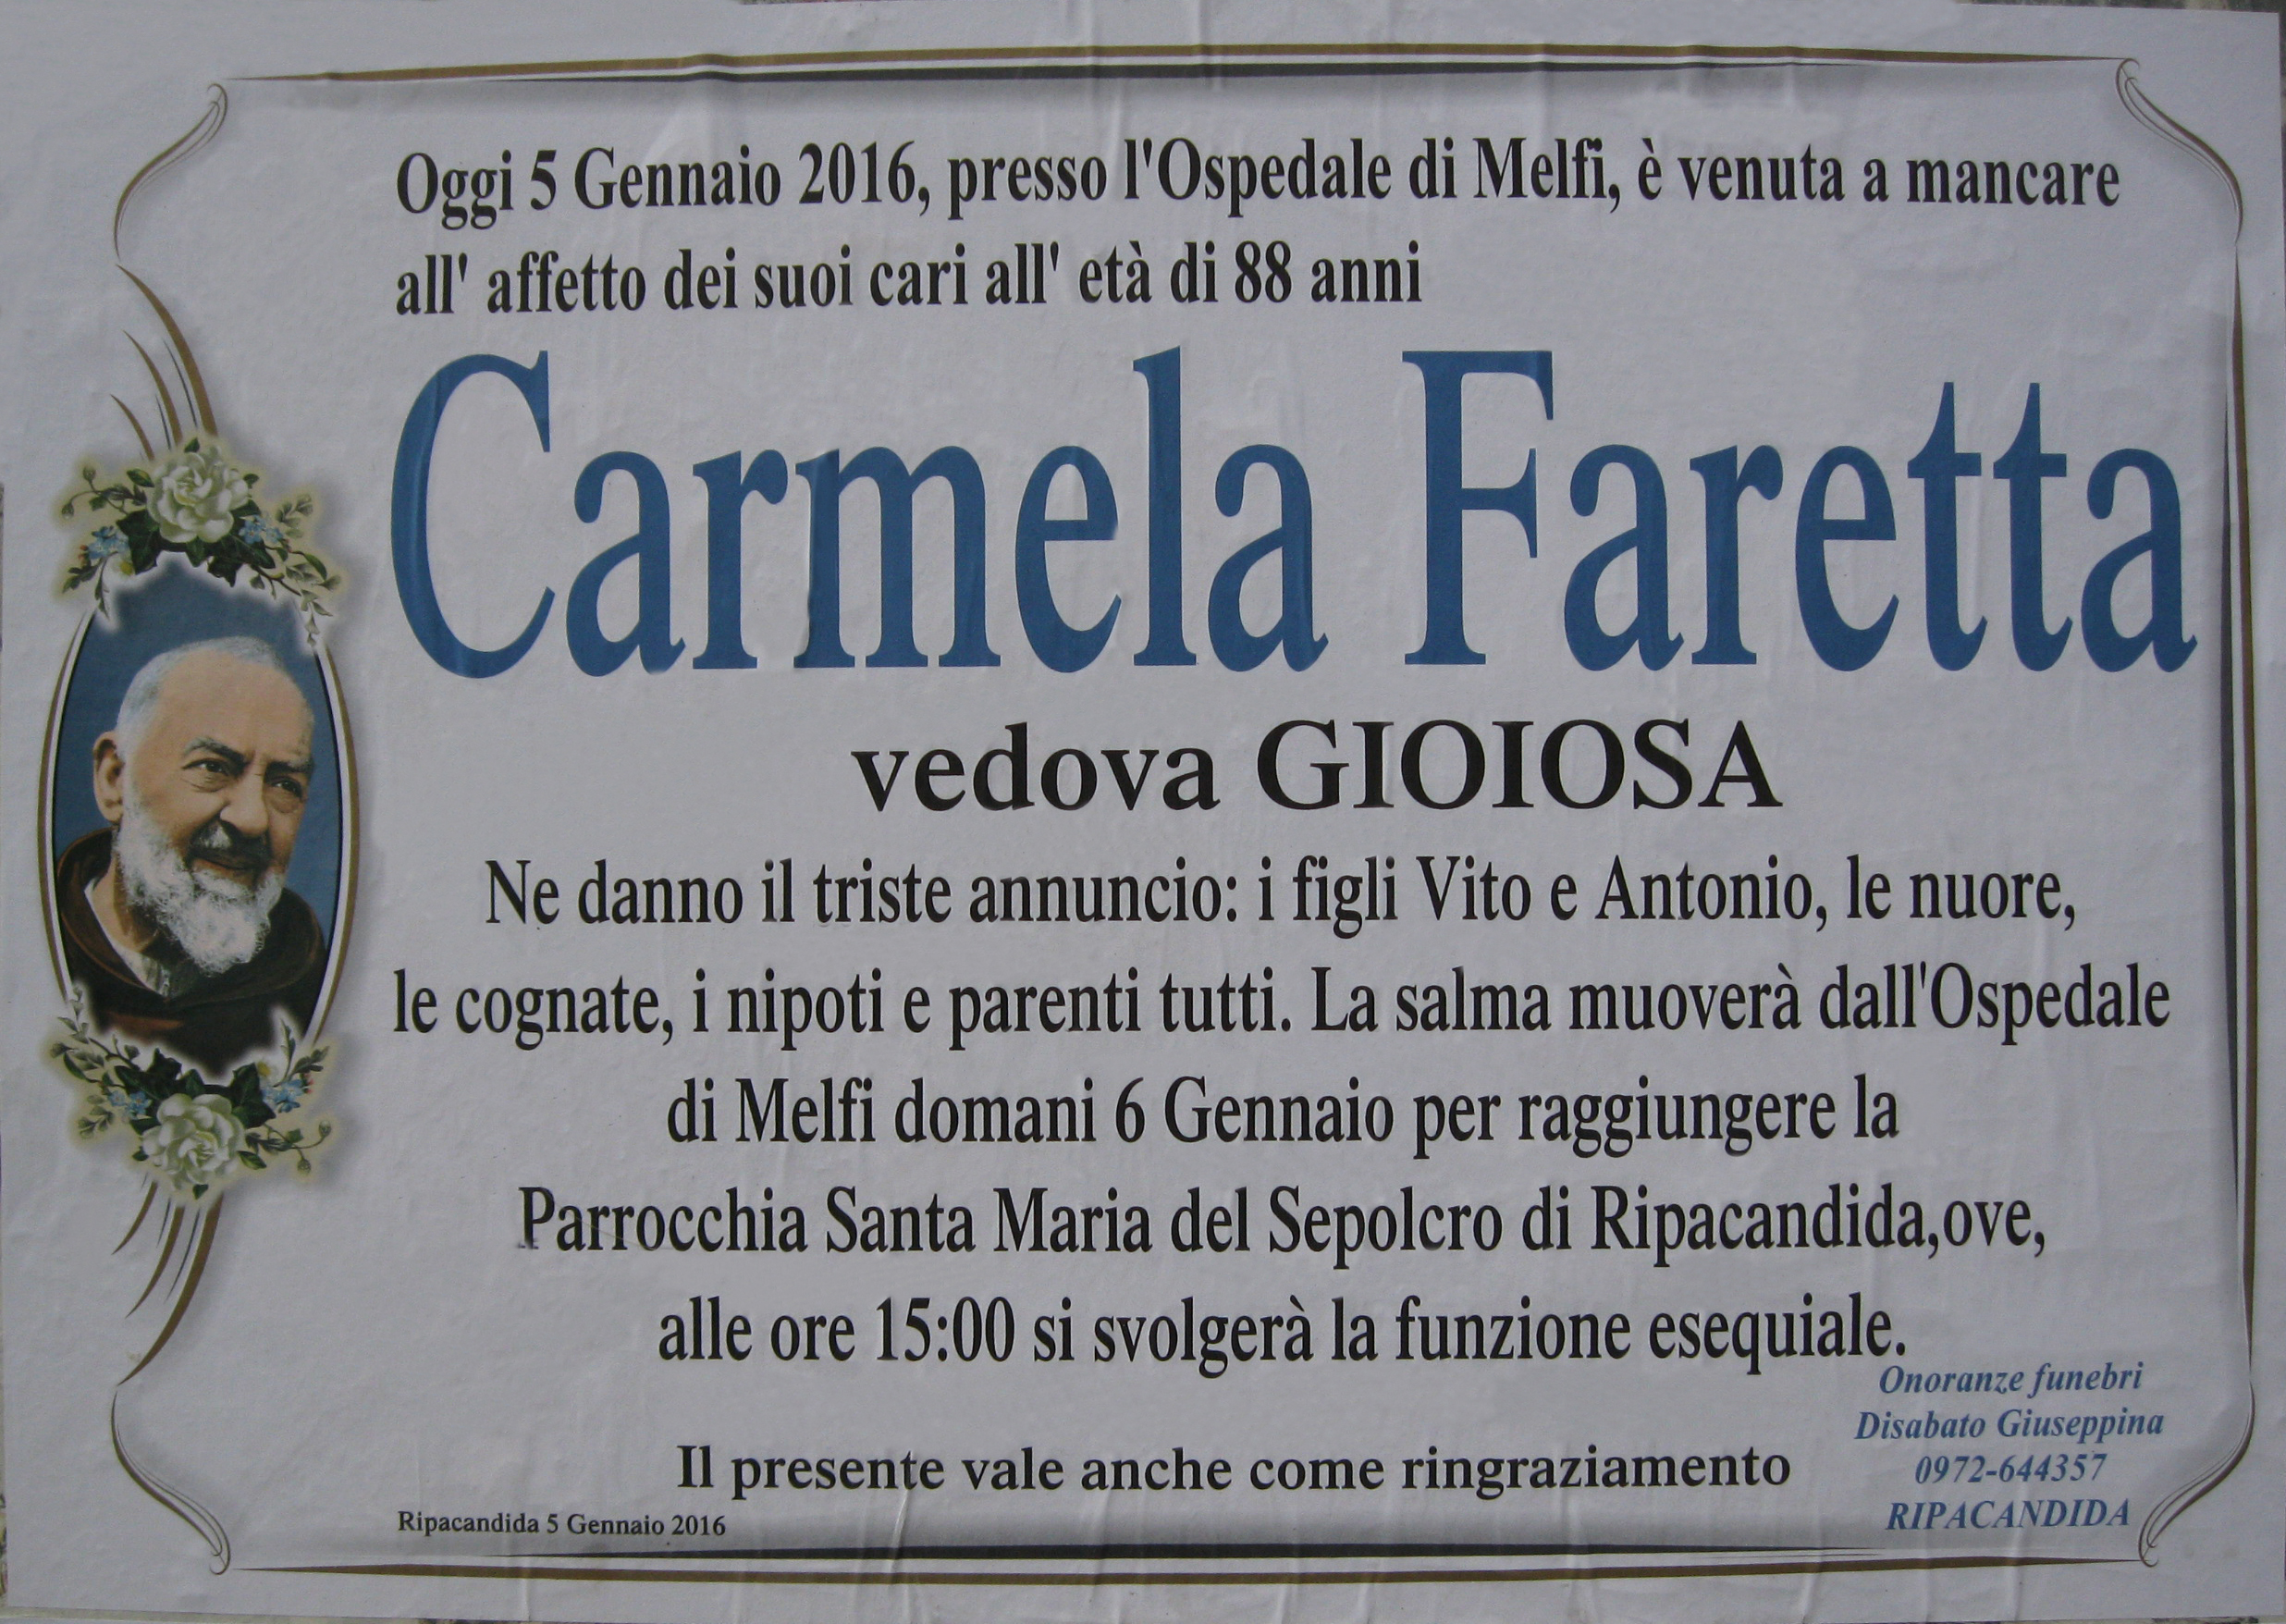 Oggi 5 Gennaio 2016, presso l'Ospedale di Melfi, è venuta a mancare
all' affetto dei suoi cari all' età di 88 anni
Carmela Faretta
vedova GIOIOSA
Ne danno il triste annuncio: i figli Vito e Antonio, le nuore,
le cognate, i nipoti e parenti tutti. La salma muoverà dall'Ospedale
di Melfi domani 6 Gennaio per raggiungere la
Parrocchia Santa Maria del Sepolcro di Ripacandida,ove,
alle ore 15:00 si svolgerà la funzione esequiale.
Il presente vale anche come ringraziamento
Ripacandida 5 Gennaio 2016
Onoranze funebri
Disabato Giuseppina
0972-644357
RIPACANDIDA